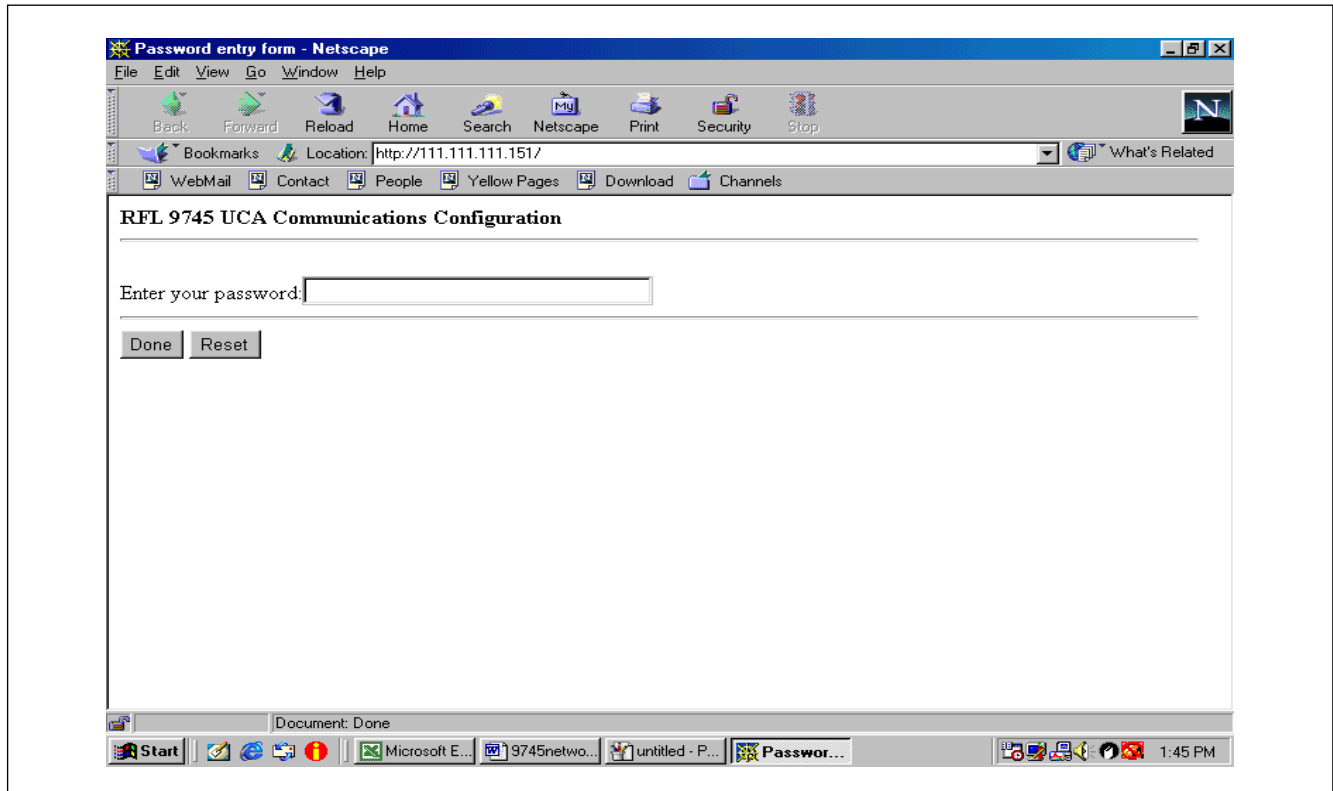 Password entry form - Netscape
File Edit View Go Window Help
Back Forward Reload Home Search Netscape Print Security Stop
My
N
Bookmarks Location: http://111.111.111.151/ What's Related
WebMail Contact People Yellow Pages Download Channels
RFL 9745 UCA Communications Configuration
Enter your password:
Done Reset
Document: Done
Start Microsoft E... 9745netwo... untitled - P... Passwor... 1:45 PM